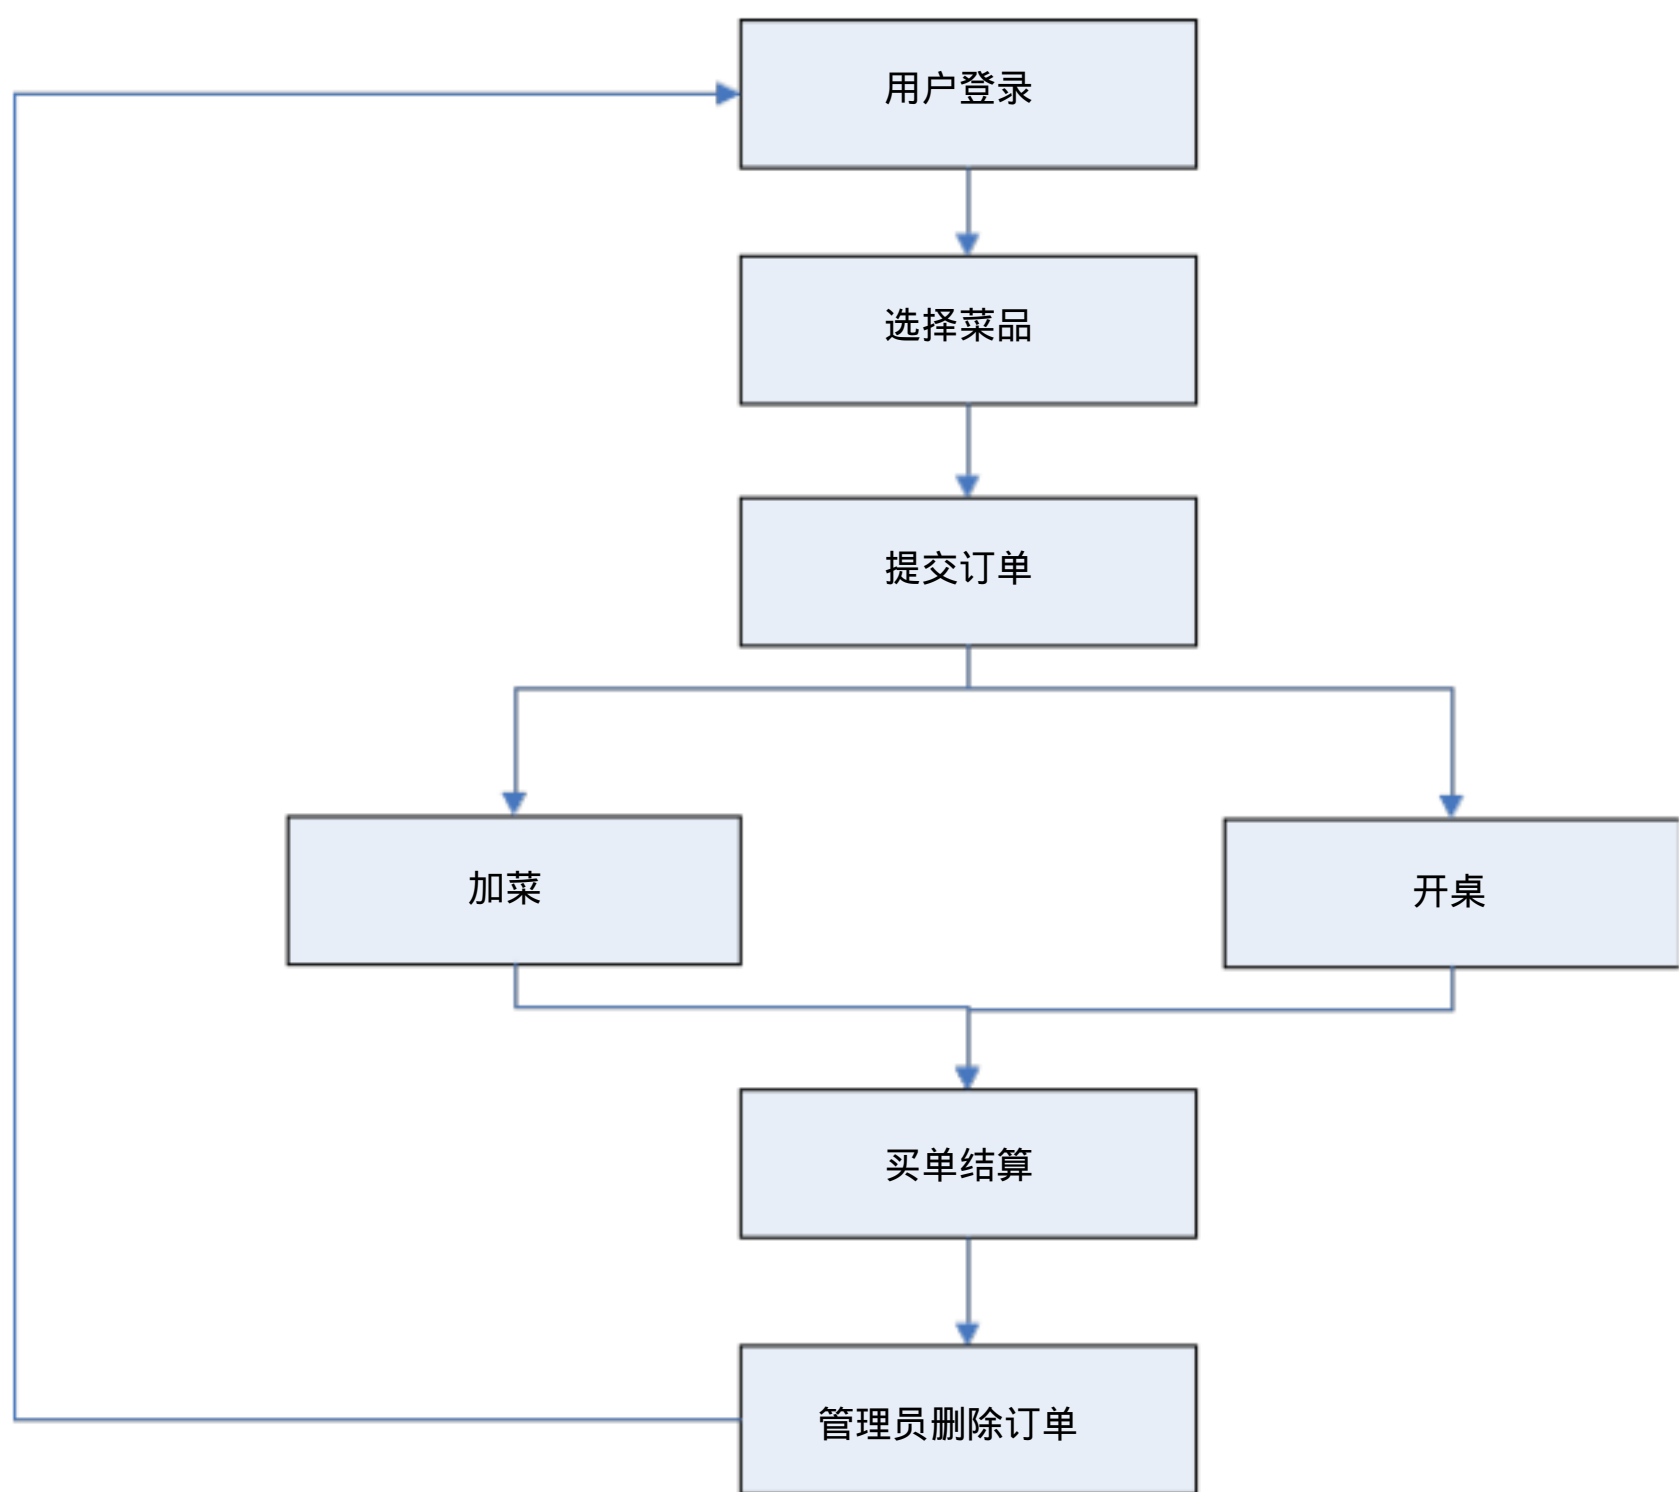 用户登录
选择菜品
提交订单
加菜
开桌
买单结算
管理员删除订单